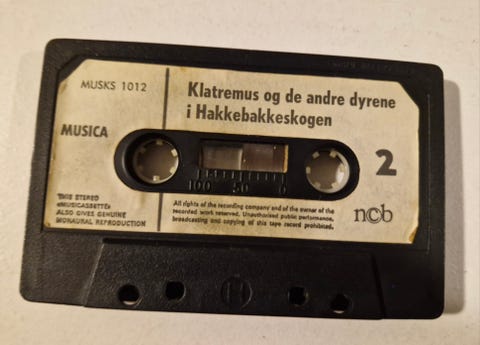 MUSKS 1012
Klatremus og de andre dyrene
i Hakkebakkeskogen
MUSICA
2
100 50 0
THIS STEREO
»MUSICASSETTE«
ALSO GIVES GENUINE
MONAURAL REPRODUCTION
All rights of the recording company and of the owner of the
recorded work reserved. Unauthorised public performance,
broadcasting and copying of this tape record prohibited.
ncb